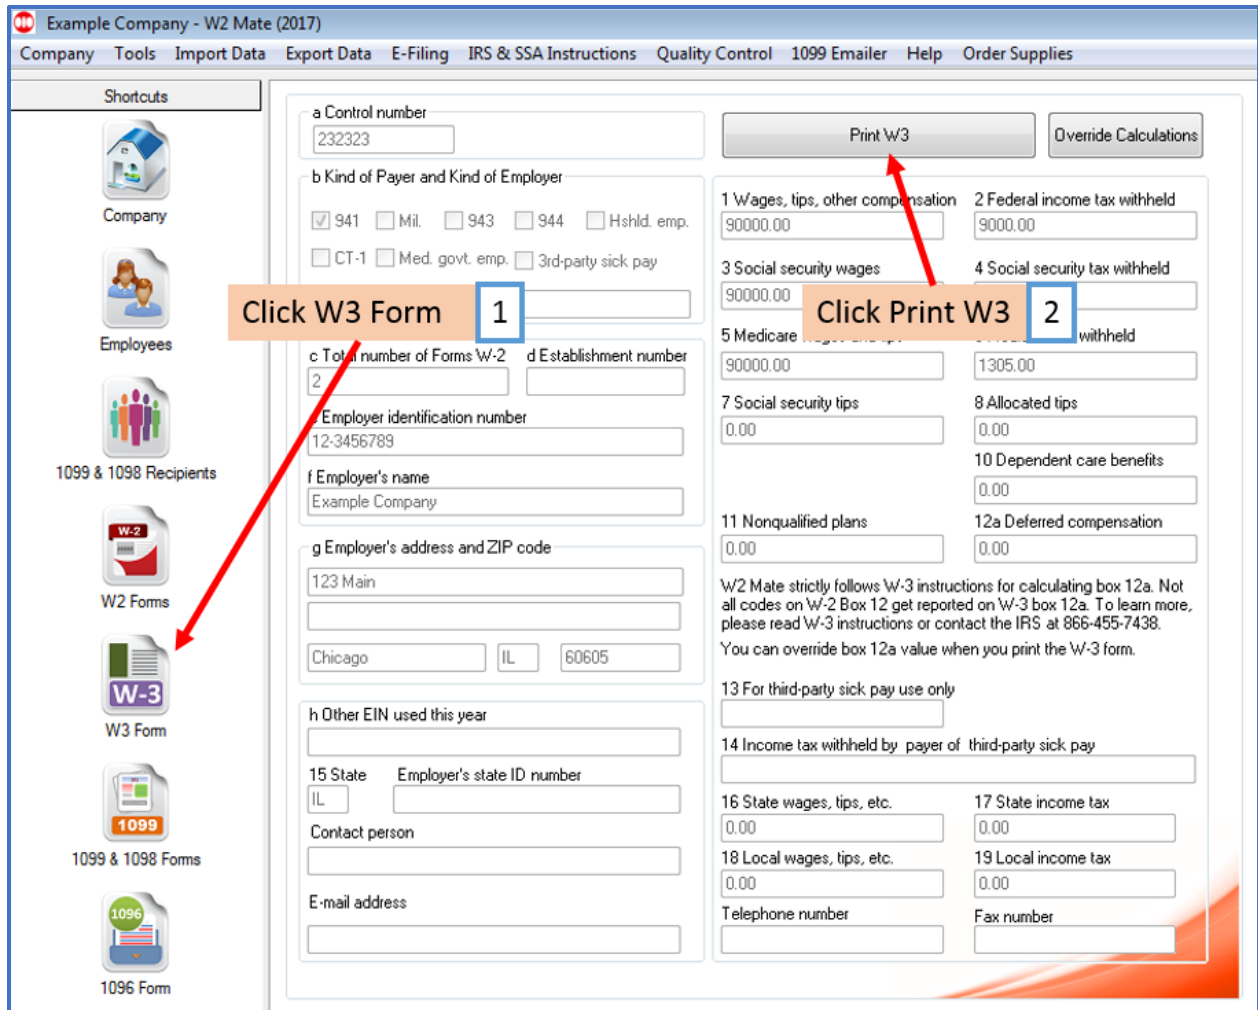 Example Company - W2 Mate (2017)
Company Tools Import Data Export Data E-Filing IRS & SSA Instructions Quality Control 1099 Emailer Help Order Supplies
Shortcuts
Company
Employees
1099 & 1098 Recipients
W-2
W2 Forms
W-3
W3 Form
1099
1099 & 1098 Forms
1096
1096 Form
a Control number
232323
b Kind of Payer and Kind of Employer
941 Mil. 943 944 Hshld. emp.
CT-1 Med. govt. emp. 3rd-party sick pay
Click W3 Form 1
c Total number of Forms W-2 d Establishment number
2
Employer identification number
12-3456789
f Employer's name
Example Company
g Employer's address and ZIP code
123 Main
Chicago IL 60605
h Other EIN used this year
15 State Employer's state ID number
IL
Contact person
E-mail address
Print W3 Override Calculations
1 Wages, tips, other compensation 2 Federal income tax withheld
90000.00 9000.00
3 Social security wages 4 Social security tax withheld
90000.00
Click Print W3 2
5 Medicare withheld
90000.00 1305.00
7 Social security tips 8 Allocated tips
0.00 0.00
10 Dependent care benefits
0.00
11 Nonqualified plans 12a Deferred compensation
0.00 0.00
W2 Mate strictly follows W-3 instructions for calculating box 12a. Not
all codes on W-2 Box 12 get reported on W-3 box 12a. To learn more,
please read W-3 instructions or contact the IRS at 866-455-7438.
You can override box 12a value when you print the W-3 form.
13 For third-party sick pay use only
14 Income tax withheld by payer of third-party sick pay
16 State wages, tips, etc. 17 State income tax
0.00 0.00
18 Local wages, tips, etc. 19 Local income tax
0.00 0.00
Telephone number Fax number